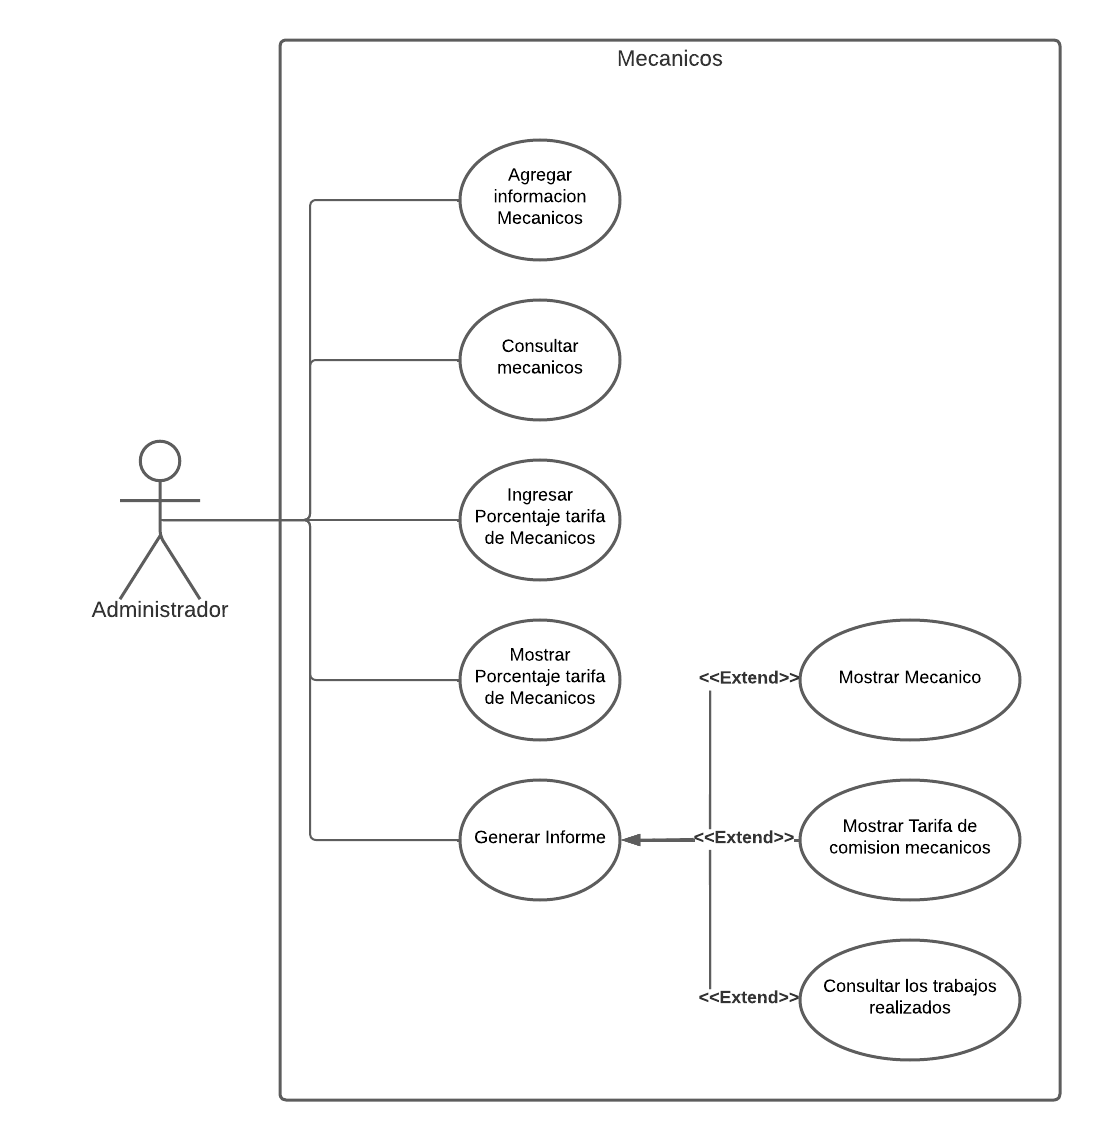 Mecanicos
Agregar
informacion
Mecanicos
Consultar
mecanicos
Ingresar
Porcentaje tarifa
de Mecanicos
Administrador
Mostrar
Porcentaje tarifa
de Mecanicos
<<Extend>>
Mostrar Mecanico
Generar Informe
<<Extend>>
Mostrar Tarifa de
comision mecanicos
<<Extend>>
Consultar los trabajos
realizados